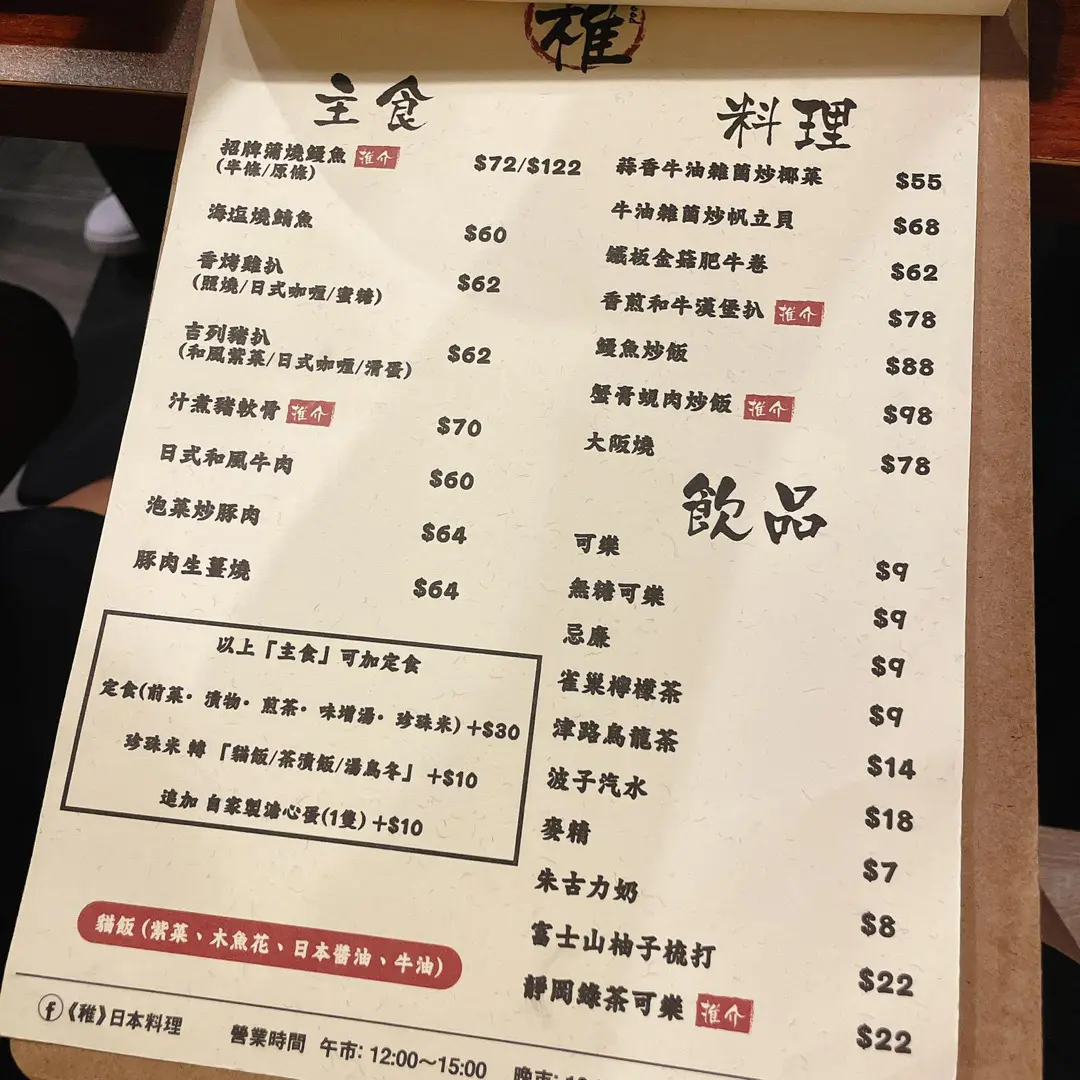 稚
主食
招牌蒲燒鰻魚 推介 $72/$122
(半條/原條)
海塩燒鯖魚 $60
香烤雞扒 $62
(照燒/日式咖喱/蜜糖)
吉列豬扒 $62
(和風紫菜/日式咖喱/滑蛋)
汁煮豬軟骨 推介 $70
日式和風牛肉 $60
泡菜炒豚肉 $64
豚肉生薑燒 $64
以上「主食」可加定食
定食(前菜・漬物・煎茶・味增湯・珍珠米)+$30
珍珠米 轉 「貓飯/茶漬飯/湯烏冬」 +$10
追加 自家製溏心蛋(1隻)+$10
貓飯 (紫菜、木魚花、日本醬油、牛油)
料理
蒜香牛油雜菌炒椰菜 $55
牛油雜菌炒帆立貝 $68
鐵板金菇肥牛卷 $62
香煎和牛漢堡扒 推介 $78
鰻魚炒飯 $88
蟹膏蜆肉炒飯 推介 $98
大阪燒 $78
飲品
可樂 $9
無糖可樂 $9
忌廉 $9
雀巢檸檬茶 $9
津路烏龍茶 $14
波子汽水 $18
麥精 $7
朱古力奶 $8
富士山柚子梳打 $22
靜岡綠茶可樂 推介 $22
f《稚》日本料理 營業時間 午市: 12:00～15:00 晚市: